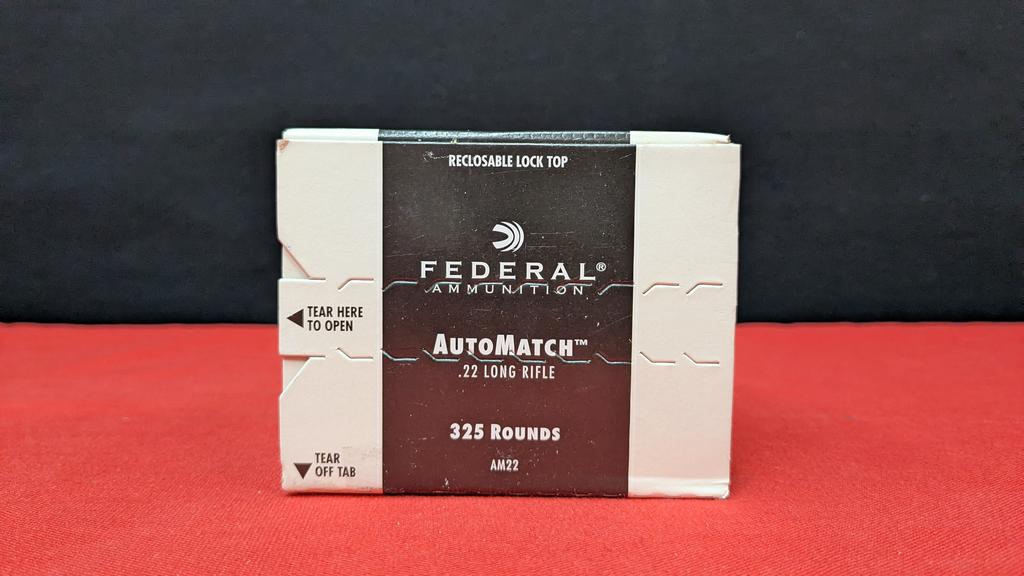 RECLOSABLE LOCK TOP
FEDERAL®
AMMUNITION
TEAR HERE
TO OPEN
AUTOMATCH™
.22 LONG RIFLE
325 ROUNDS
TEAR
OFF TAB
AM22